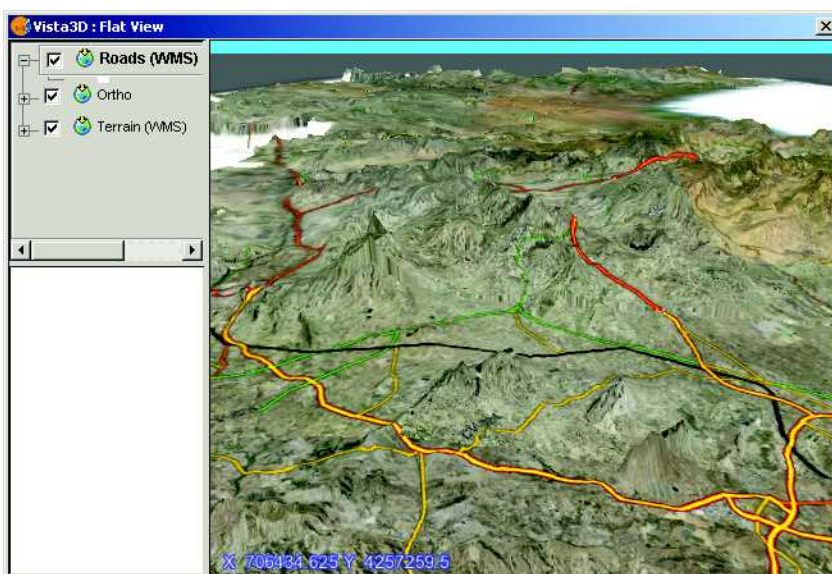 Vista3D : Flat View
Roads (WMS)
Ortho
Terrain (WMS)
X 706434.625 Y 4257259.5